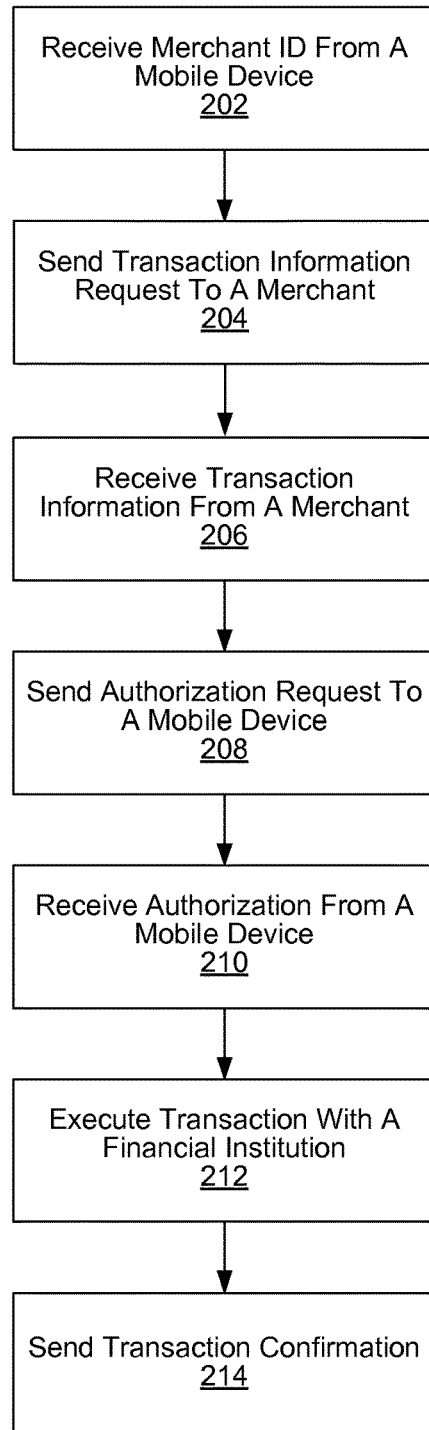 Receive Merchant ID From A
Mobile Device
202
Send Transaction Information
Request To A Merchant
204
Receive Transaction
Information From A Merchant
206
Send Authorization Request To
A Mobile Device
208
Receive Authorization From A
Mobile Device
210
Execute Transaction With A
Financial Institution
212
Send Transaction Confirmation
214